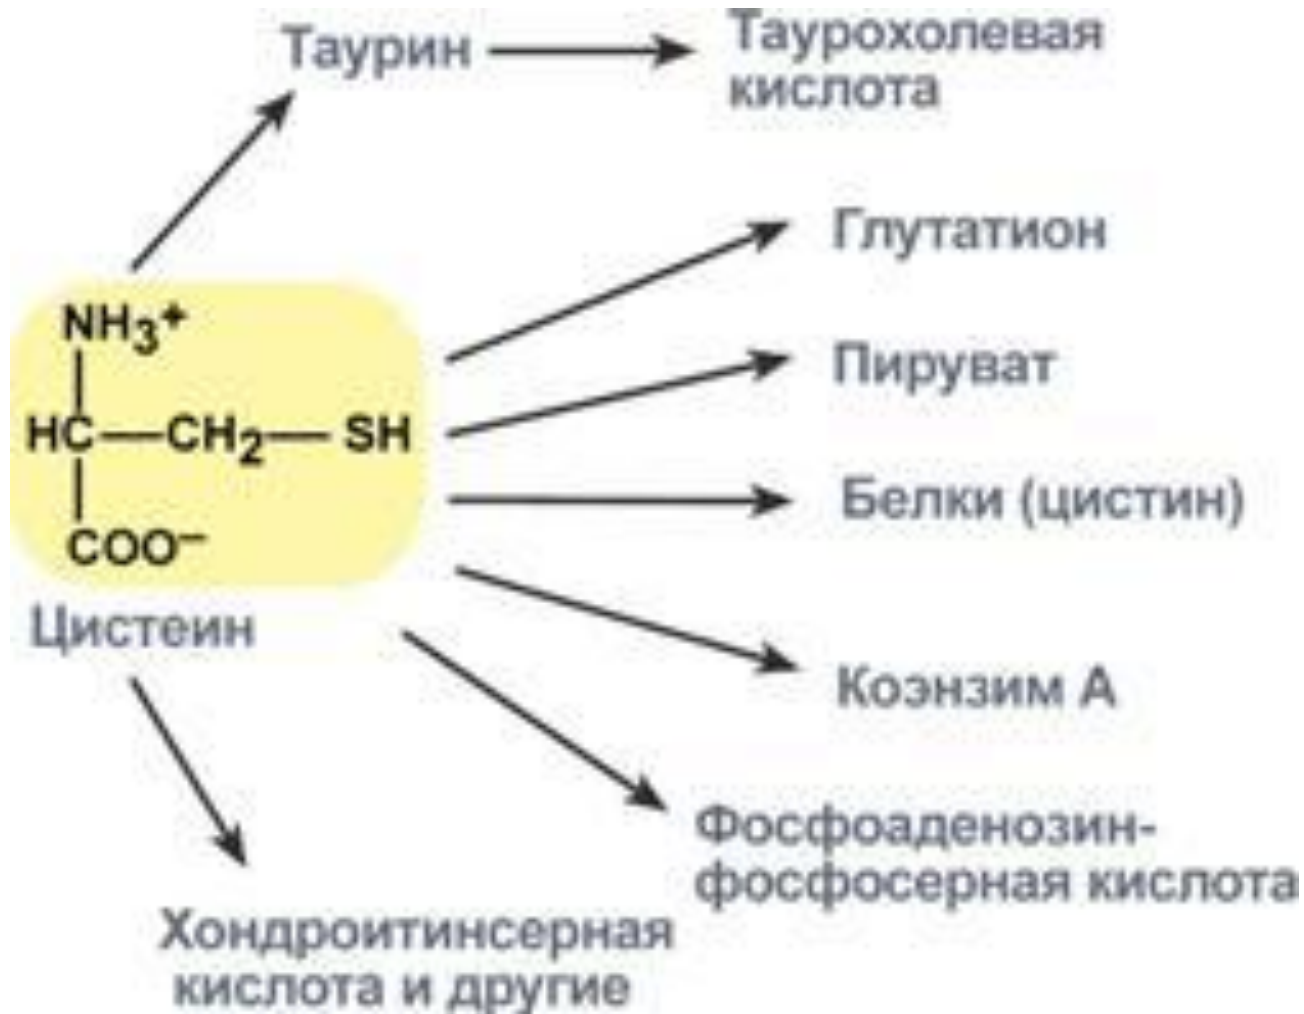 Таурин
Таурохолевая
кислота
Глутатион
NH3+
Пируват
HC—CH2—SH
Белки (цистин)
COO–
Цистеин
Коэнзим А
Фосфоаденозин-
фосфосерная кислота
Хондроитинсерная
кислота и другие